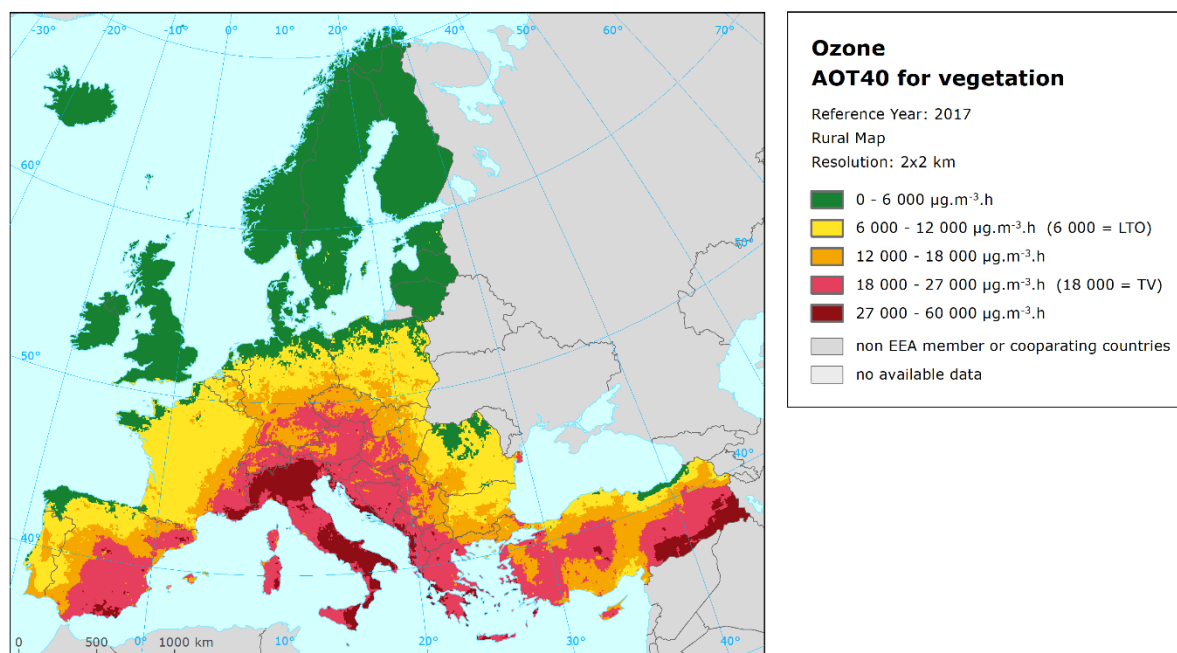 -30° -20° -10° 0° 10° 20° 30° 40° 50° 60° 70°
60°
50°
40°
60°
50°
40°
0 500 0° 1000 km 10° 20° 30° 40°
Ozone
AOT40 for vegetation
Reference Year: 2017
Rural Map
Resolution: 2x2 km
0 - 6 000 µg.m-³.h
6 000 - 12 000 µg.m-³.h (6 000 = LTO)
12 000 - 18 000 µg.m-³.h
18 000 - 27 000 µg.m-³.h (18 000 = TV)
27 000 - 60 000 µg.m-³.h
non EEA member or cooparating countries
no available data